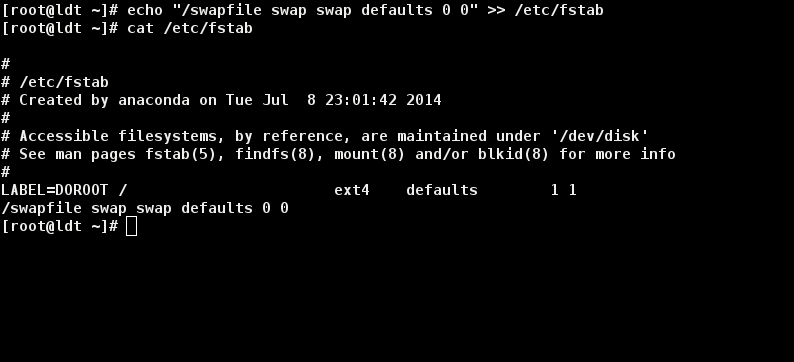 [root@ldt ~]# echo "/swapfile swap swap defaults 0 0" >> /etc/fstab
[root@ldt ~]# cat /etc/fstab
#
# /etc/fstab
# Created by anaconda on Tue Jul  8 23:01:42 2014
#
# Accessible filesystems, by reference, are maintained under '/dev/disk'
# See man pages fstab(5), findfs(8), mount(8) and/or blkid(8) for more info
#
LABEL=DOROOT /                       ext4    defaults        1 1
/swapfile swap swap defaults 0 0
[root@ldt ~]#